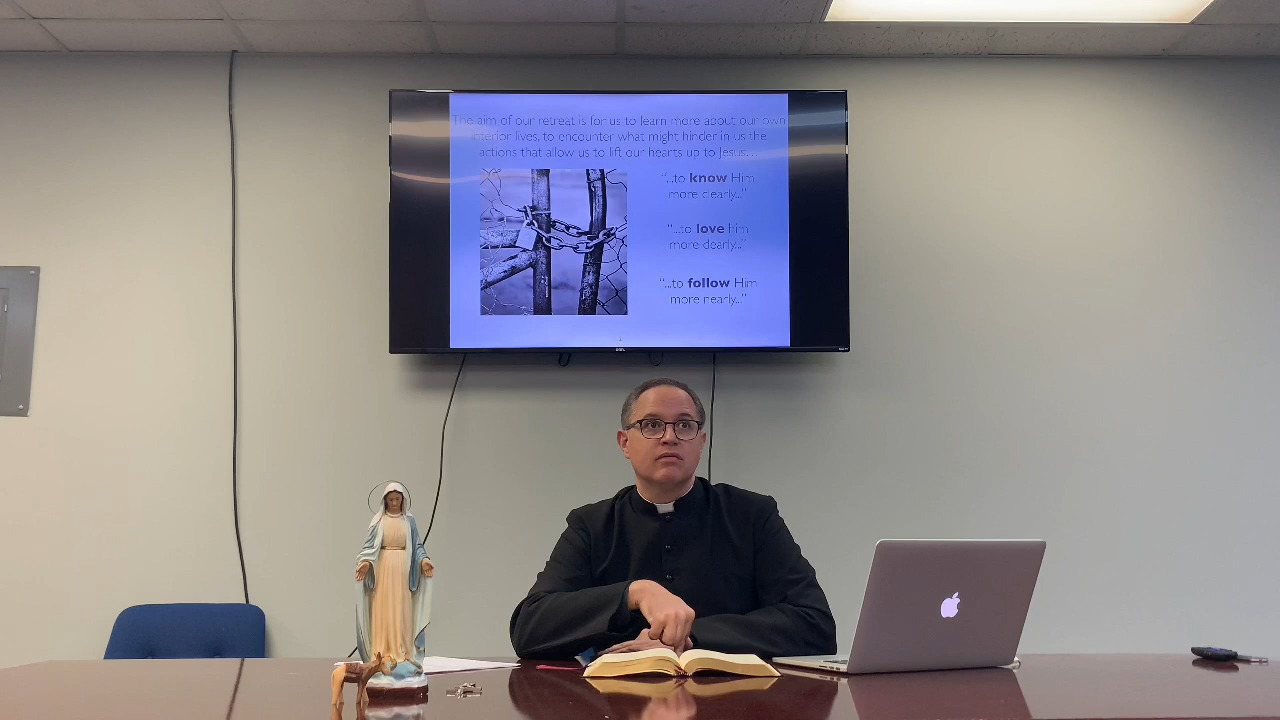 The aim of our retreat is for us to learn more about our own
interior lives, to encounter what might hinder in us the
actions that allow us to lift our hearts up to Jesus, ...
“...to know Him
more clearly...”
“...to love him
more dearly...”
“...to follow Him
more nearly...”